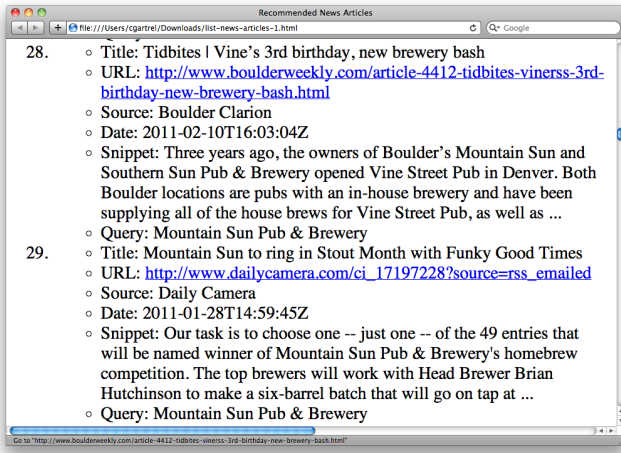 Recommended News Articles
file:///Users/cgartrel/Downloads/list-news-articles-1.html
Google
28.
Title: Tidbites | Vine’s 3rd birthday, new brewery bash
URL: http://www.boulderweekly.com/article-4412-tidbites-vinerss-3rd-
birthday-new-brewery-bash.html
Source: Boulder Clarion
Date: 2011-02-10T16:03:04Z
Snippet: Three years ago, the owners of Boulder’s Mountain Sun and
Southern Sun Pub & Brewery opened Vine Street Pub in Denver. Both
Boulder locations are pubs with an in-house brewery and have been
supplying all of the house brews for Vine Street Pub, as well as ...
Query: Mountain Sun Pub & Brewery
29.
Title: Mountain Sun to ring in Stout Month with Funky Good Times
URL: http://www.dailycamera.com/ci_17197228?source=rss_emailed
Source: Daily Camera
Date: 2011-01-28T14:59:45Z
Snippet: Our task is to choose one -- just one -- of the 49 entries that
will be named winner of Mountain Sun Pub & Brewery's homebrew
competition. The top brewers will work with Head Brewer Brian
Hutchinson to make a six-barrel batch that will go on tap at ...
Query: Mountain Sun Pub & Brewery
Go to "http://www.boulderweekly.com/article-4412-tidbites-vinerss-3rd-birthday-new-brewery-bash.html"